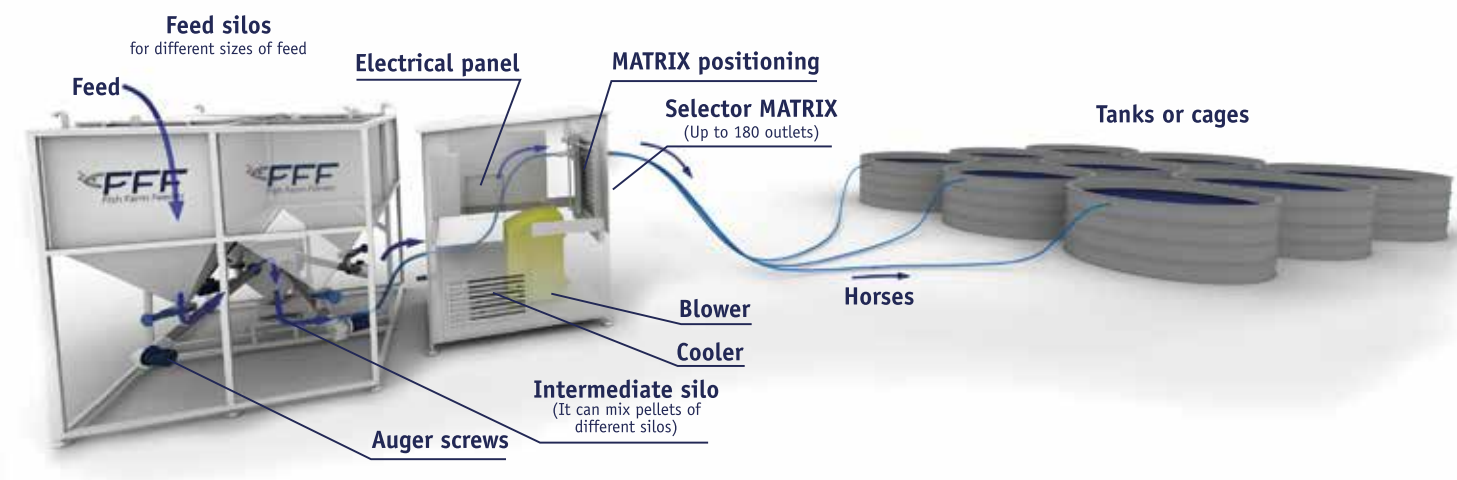 Feed silos
for different sizes of feed
Feed
Electrical panel
MATRIX positioning
Selector MATRIX
(Up to 180 outlets)
Tanks or cages
FFF
Fish Farm Feeder
FFF
Fish Farm Feeder
Horses
Blower
Cooler
Intermediate silo
(It can mix pellets of
different silos)
Auger screws